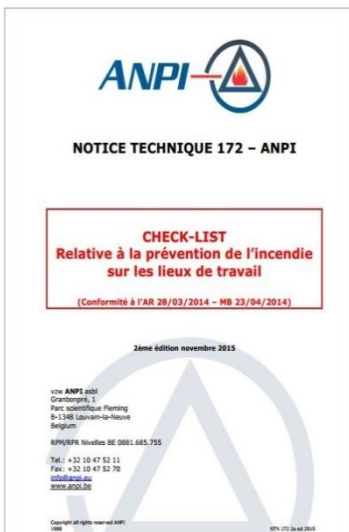 ANPI
NOTICE TECHNIQUE 172 – ANPI
CHECK-LIST
Relative à la prévention de l'incendie
sur les lieux de travail
(Conformité à l'AR 28/03/2014 – MB 23/04/2014)
2ème édition novembre 2015
vzw ANPI asbl
Granbonpré, 1
Parc scientifique Fleming
B-1348 Louvain-la-Neuve
Belgium
RPM/RPR Nivelles BE 0881.685.755
Tel.: +32 10 47 52 11
Fax: +32 10 47 52 70
info@anpi.eu
www.anpi.be
Copyright all rights reserved ANPI
1980
NTN 172 2e ed 2015